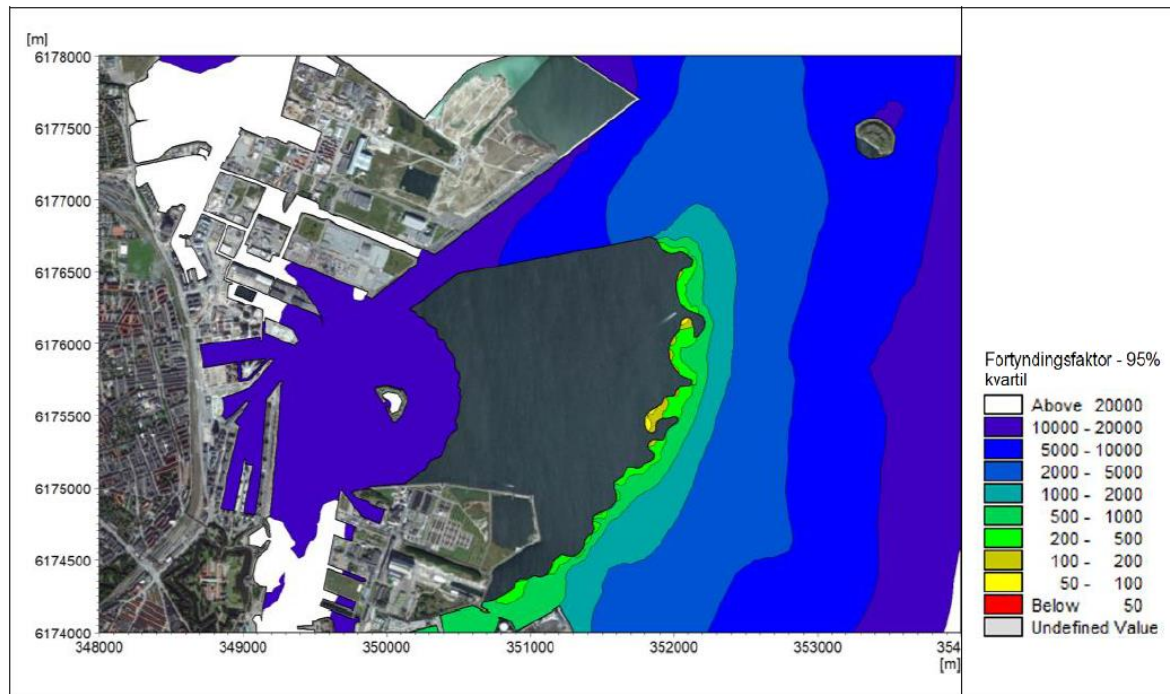 [m]
6178000
6177500
6177000
6176500
6176000
6175500
6175000
6174500
6174000
348000 349000 350000 351000 352000 353000 354
[m]
Fortyndingsfaktor - 95%
kvartil
Above 20000
10000 - 20000
5000 - 10000
2000 - 5000
1000 - 2000
500 - 1000
200 - 500
100 - 200
50 - 100
Below 50
Undefined Value